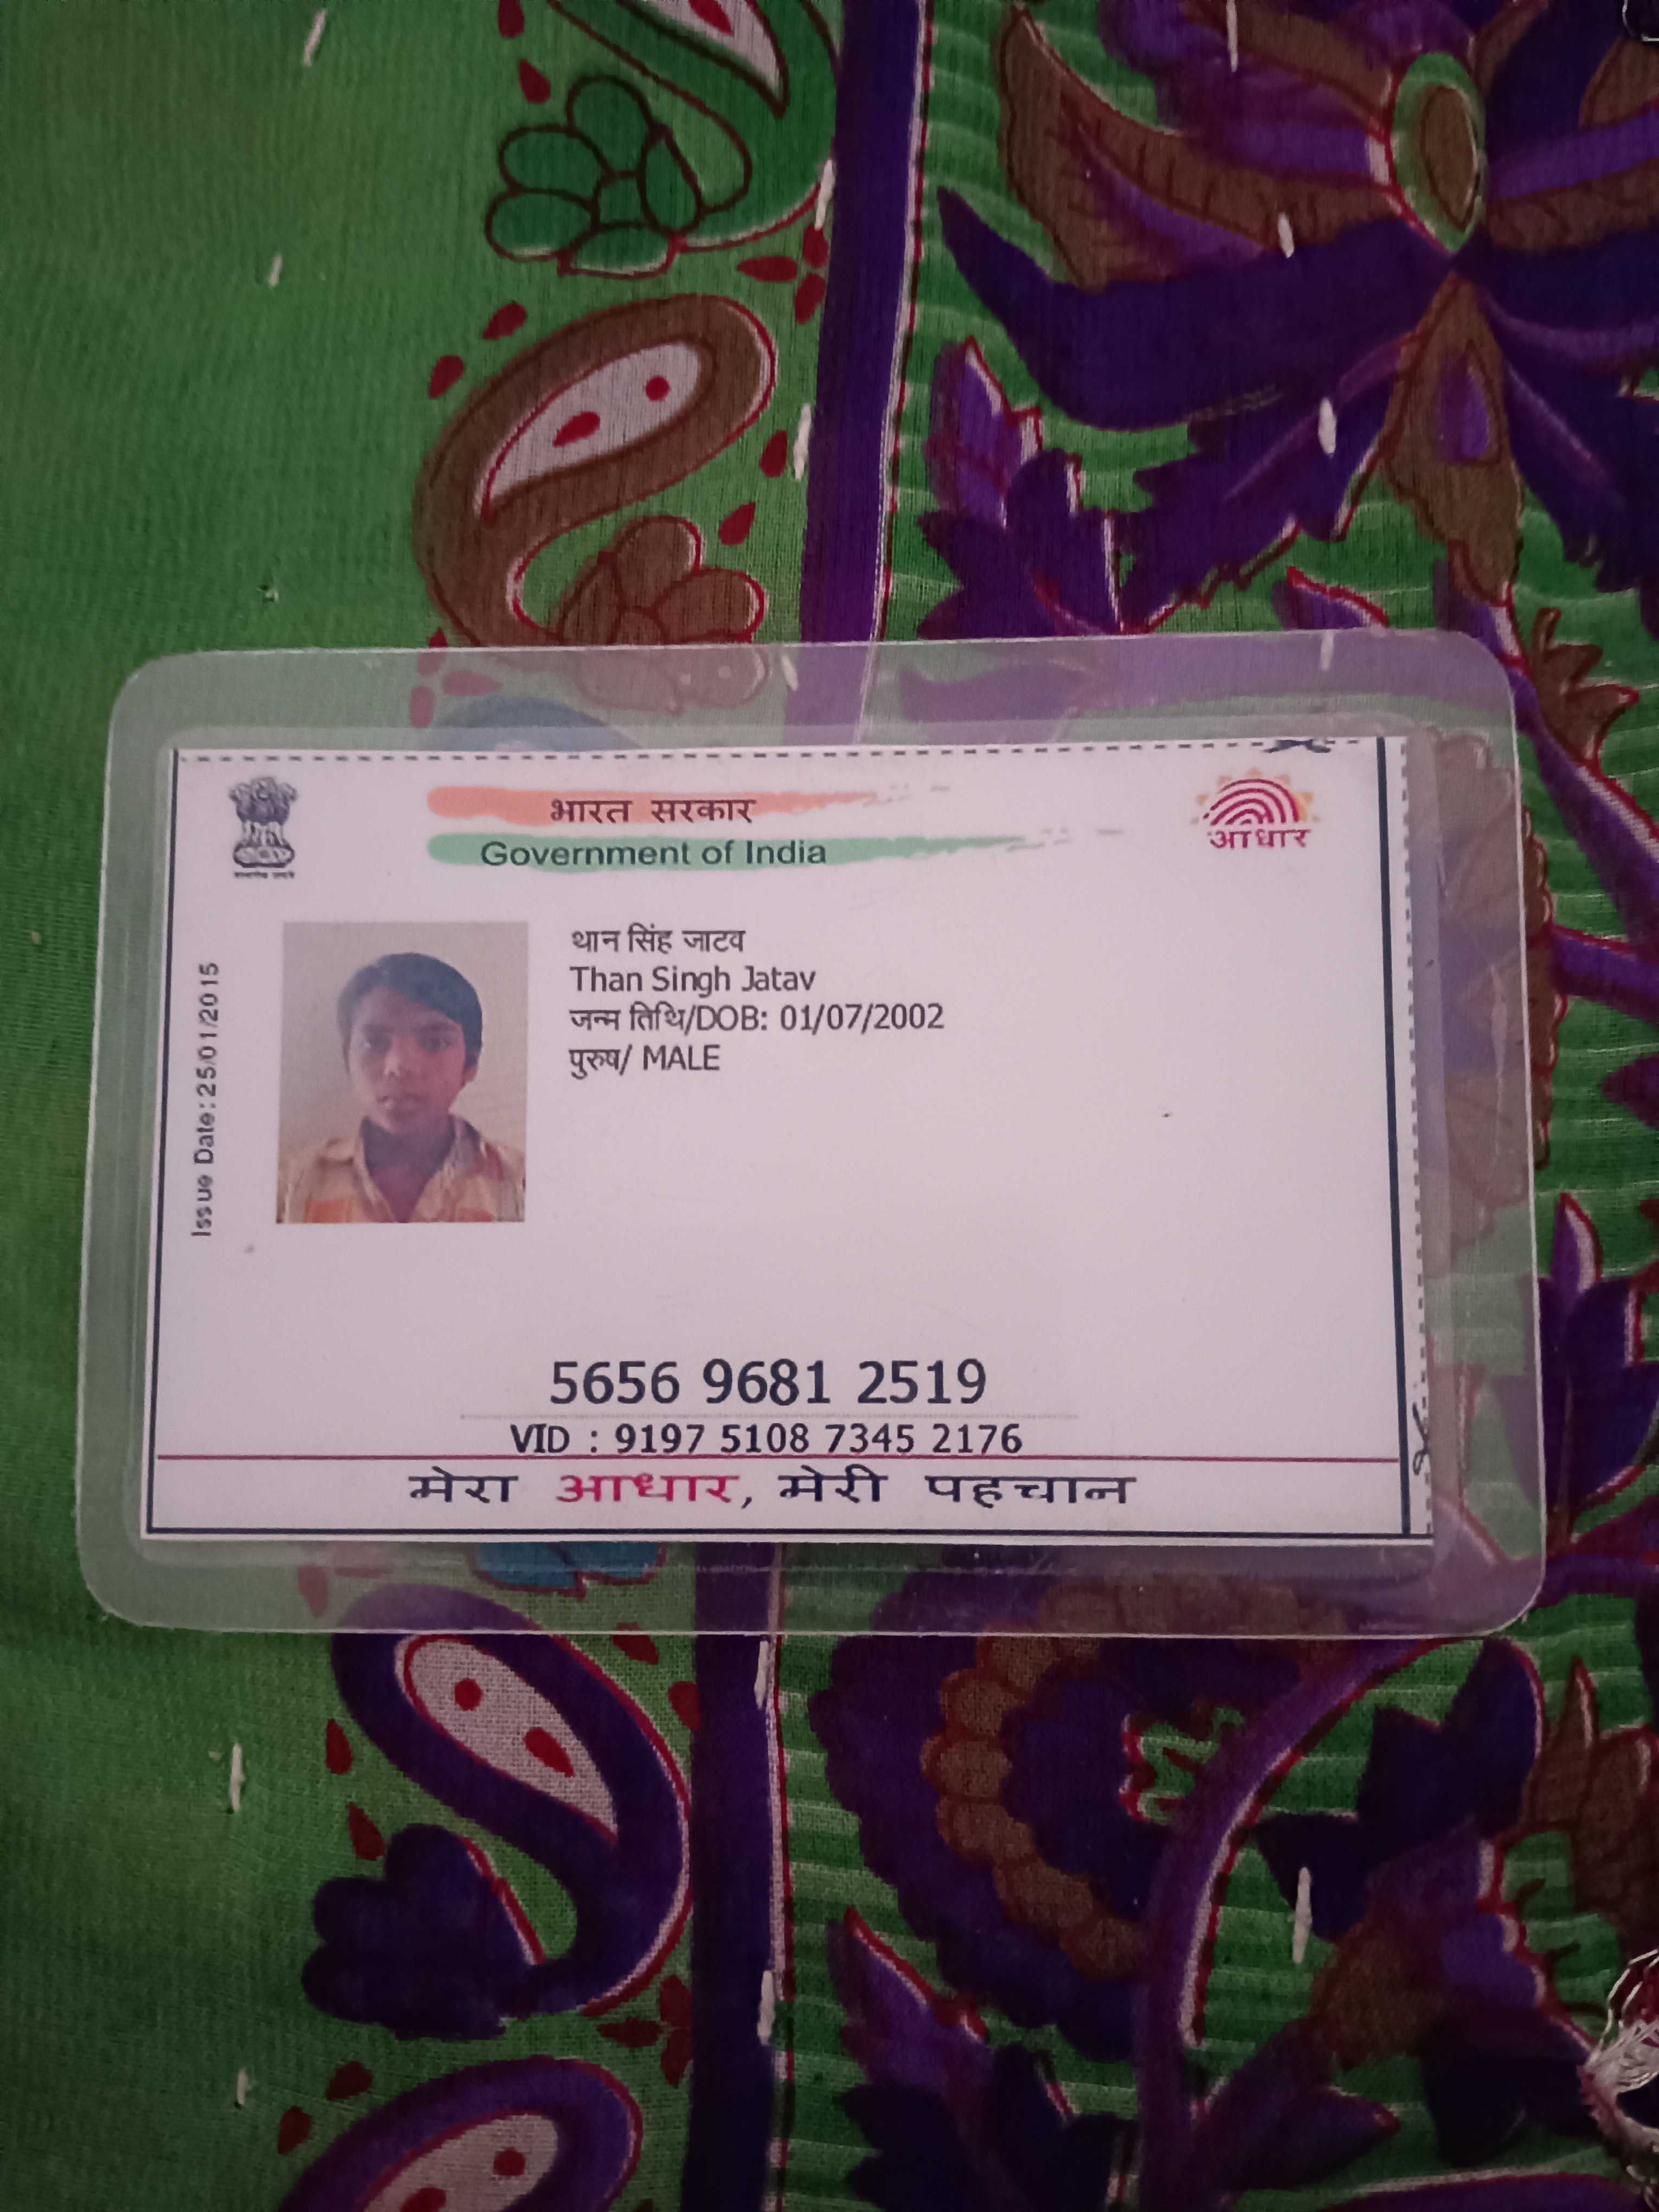 भारत सरकार
Government of India
आधार
Issue Date: 25/01/2015
थान सिंह जाटव
Than Singh Jatav
जन्म तिथि/DOB: 01/07/2002
पुरुष/ MALE
5656 9681 2519
VID : 9197 5108 7345 2176
मेरा आधार, मेरी पहचान